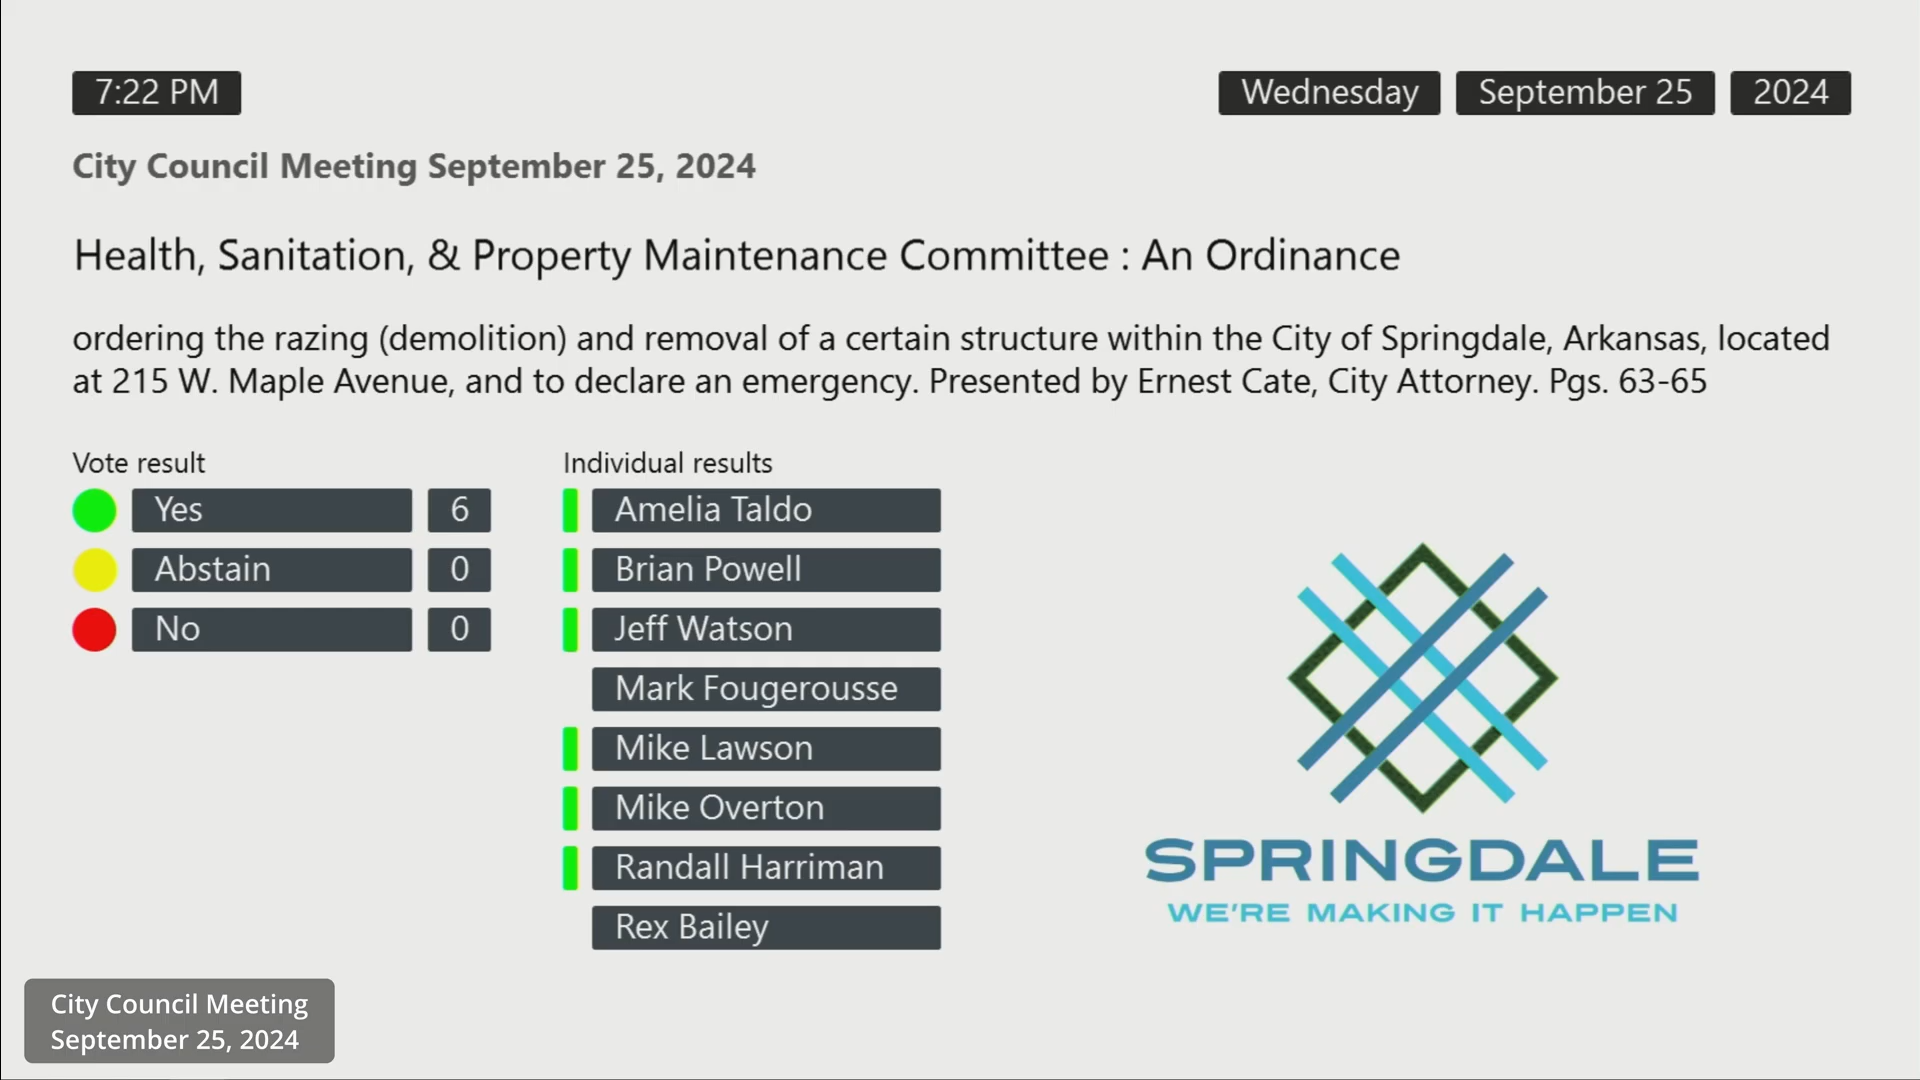 7:22 PM
Wednesday September 25 2024
City Council Meeting September 25, 2024
Health, Sanitation, & Property Maintenance Committee : An Ordinance
ordering the razing (demolition) and removal of a certain structure within the City of Springdale, Arkansas, located
at 215 W. Maple Avenue, and to declare an emergency. Presented by Ernest Cate, City Attorney. Pgs. 63-65
Vote result
Yes 6
Abstain 0
No 0
Individual results
Amelia Taldo
Brian Powell
Jeff Watson
Mark Fougerousse
Mike Lawson
Mike Overton
Randall Harriman
Rex Bailey
SPRINGDALE
WE'RE MAKING IT HAPPEN
City Council Meeting
September 25, 2024